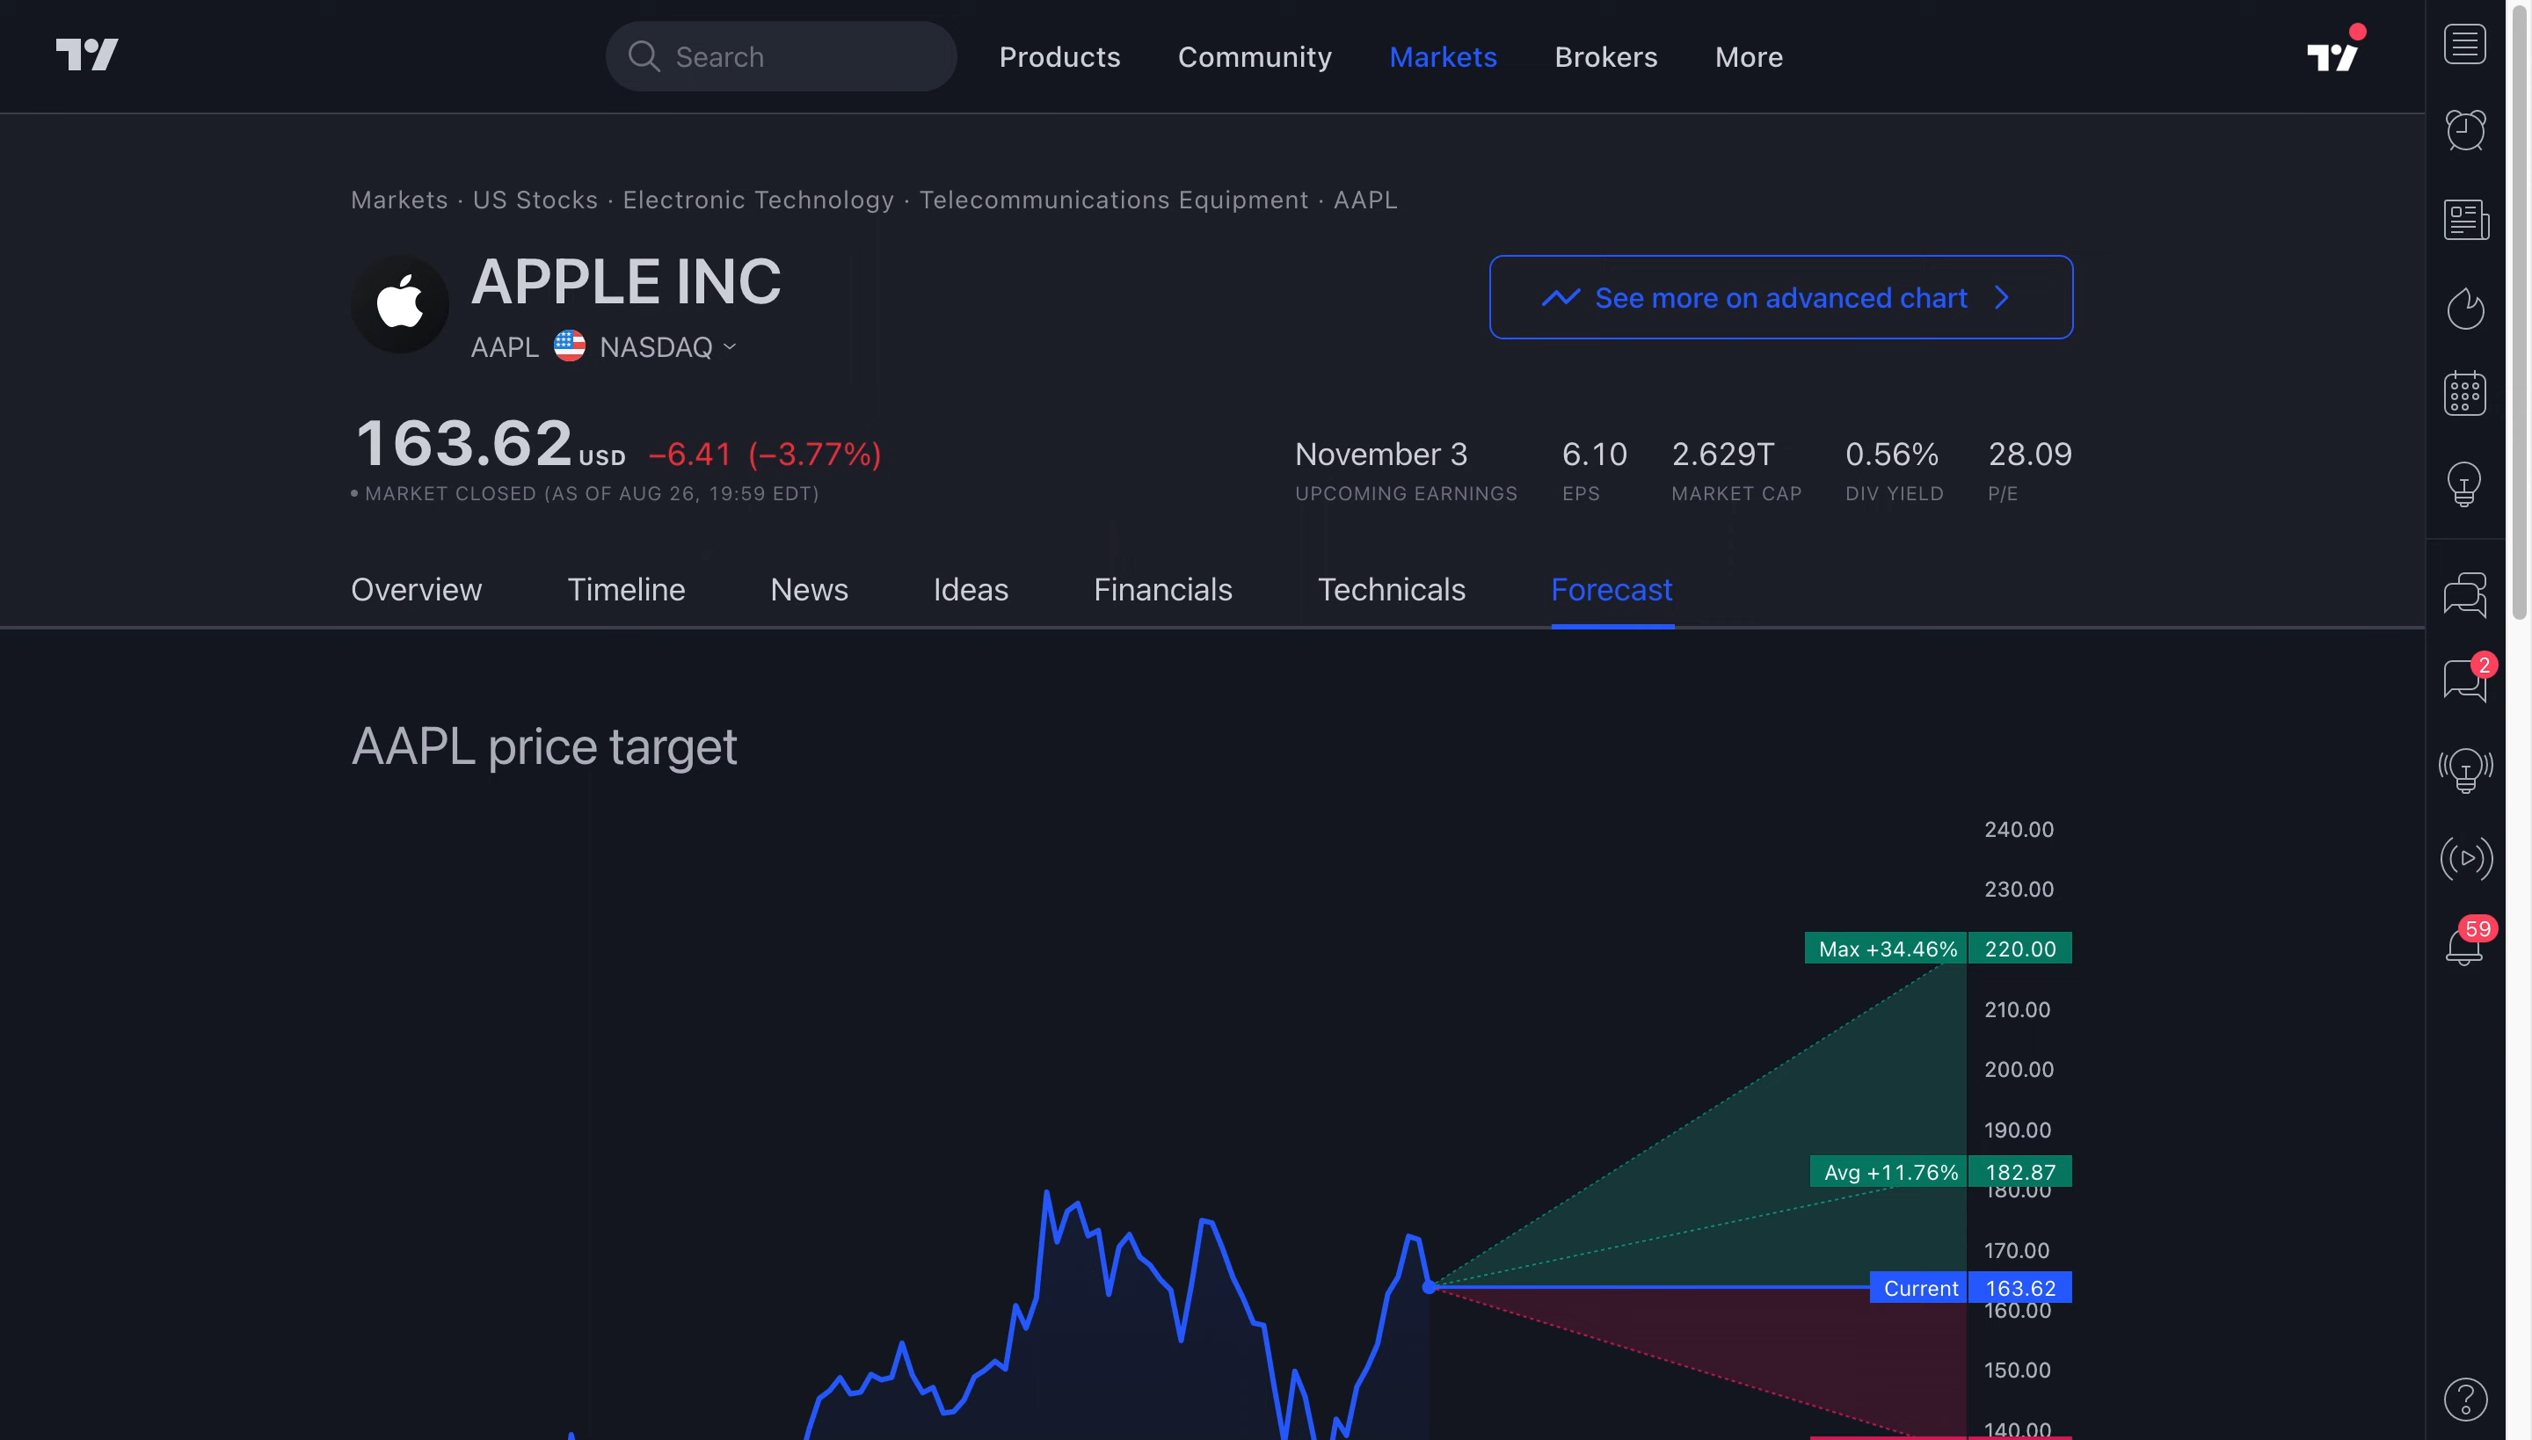 Search
Products Community Markets Brokers More
Markets · US Stocks · Electronic Technology · Telecommunications Equipment · AAPL
APPLE INC
AAPL NASDAQ
See more on advanced chart
163.62 USD −6.41 (−3.77%)
MARKET CLOSED (AS OF AUG 26, 19:59 EDT)
November 3 6.10 2.629T 0.56% 28.09
UPCOMING EARNINGS EPS MARKET CAP DIV YIELD P/E
Overview Timeline News Ideas Financials Technicals Forecast
2
AAPL price target
240.00
230.00
59
Max +34.46% 220.00
210.00
200.00
190.00
Avg +11.76% 182.87
180.00
170.00
Current 163.62
160.00
150.00
140.00